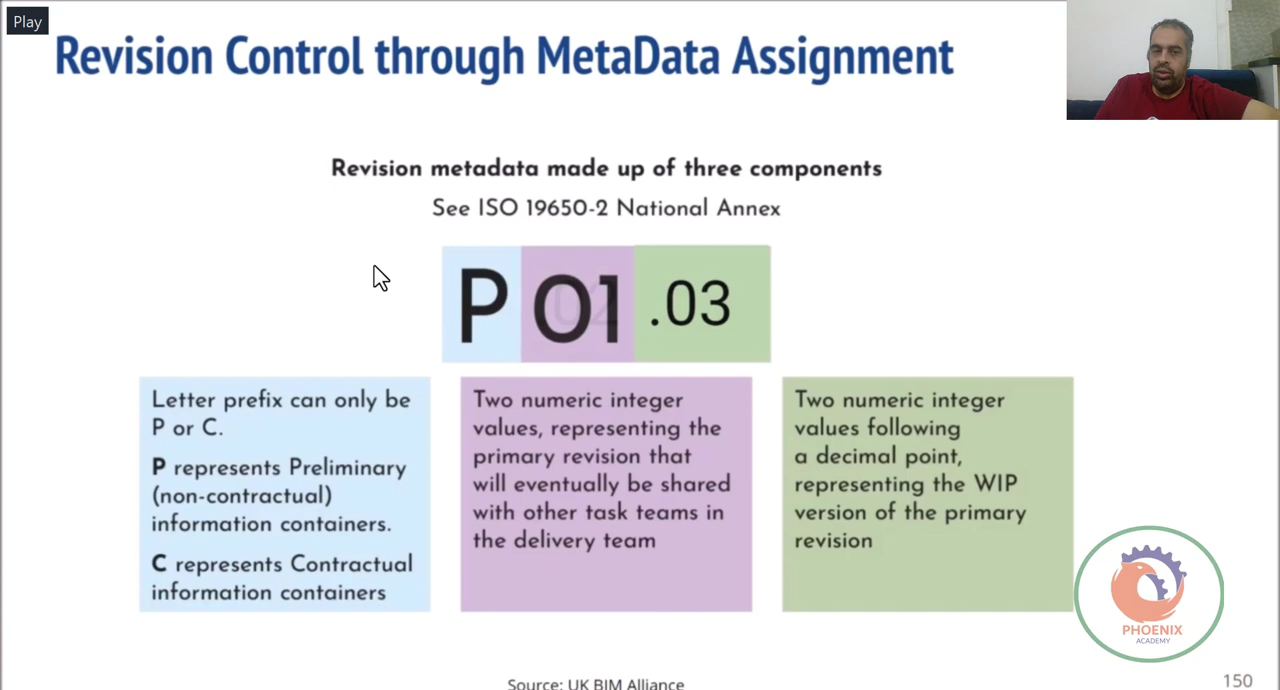 Play
Revision Control through MetaData Assignment
Revision metadata made up of three components
See ISO 19650-2 National Annex
P 01 .03
Letter prefix can only be
P or C.
P represents Preliminary
(non-contractual)
information containers.
C represents Contractual
information containers
Two numeric integer
values, representing the
primary revision that
will eventually be shared
with other task teams in
the delivery team
Two numeric integer
values following
a decimal point,
representing the WIP
version of the primary
revision
PHOENIX
ACADEMY
Source: UK BIM Alliance
150